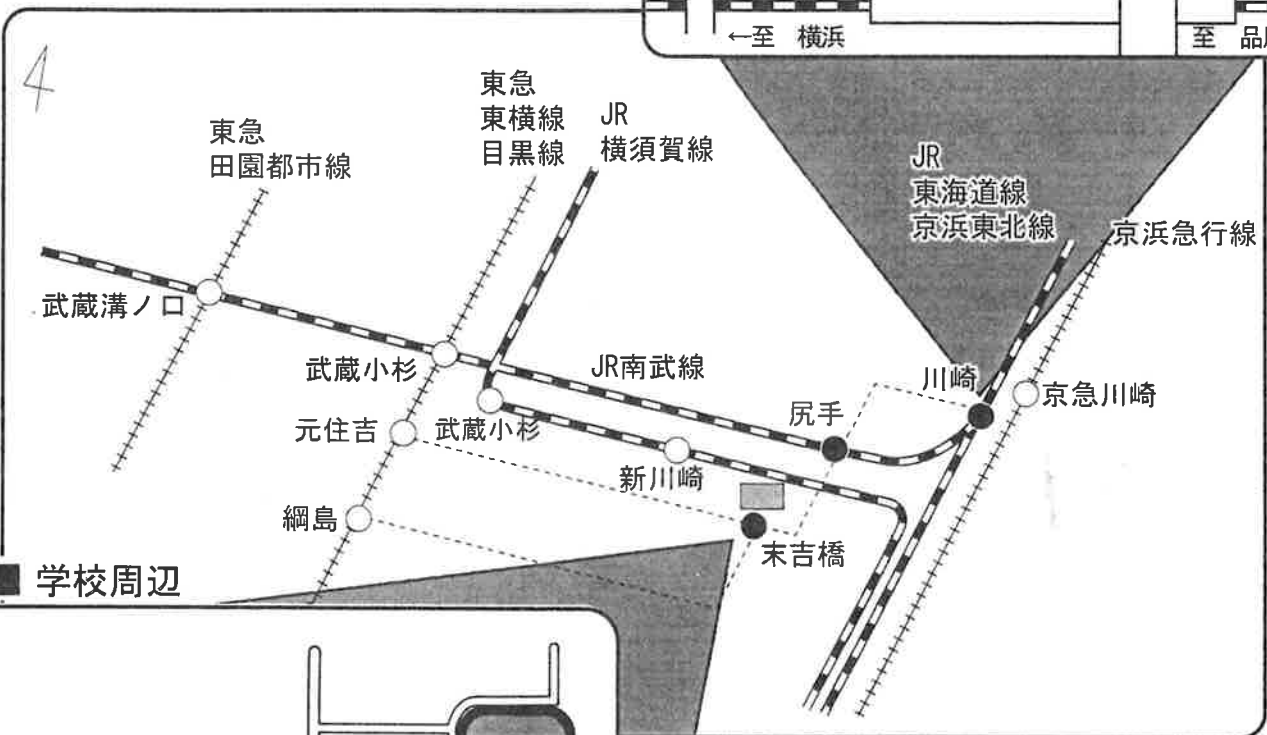 ←至 横浜
至 品
東急
東横線
目黒線
JR
横須賀線
東急
田園都市線
JR
東海道線
京浜東北線
京浜急行線
武蔵溝ノ口
武蔵小杉
JR南武線
川崎
京急川崎
尻手
元住吉
武蔵小杉
新川崎
綱島
末吉橋
学校周辺